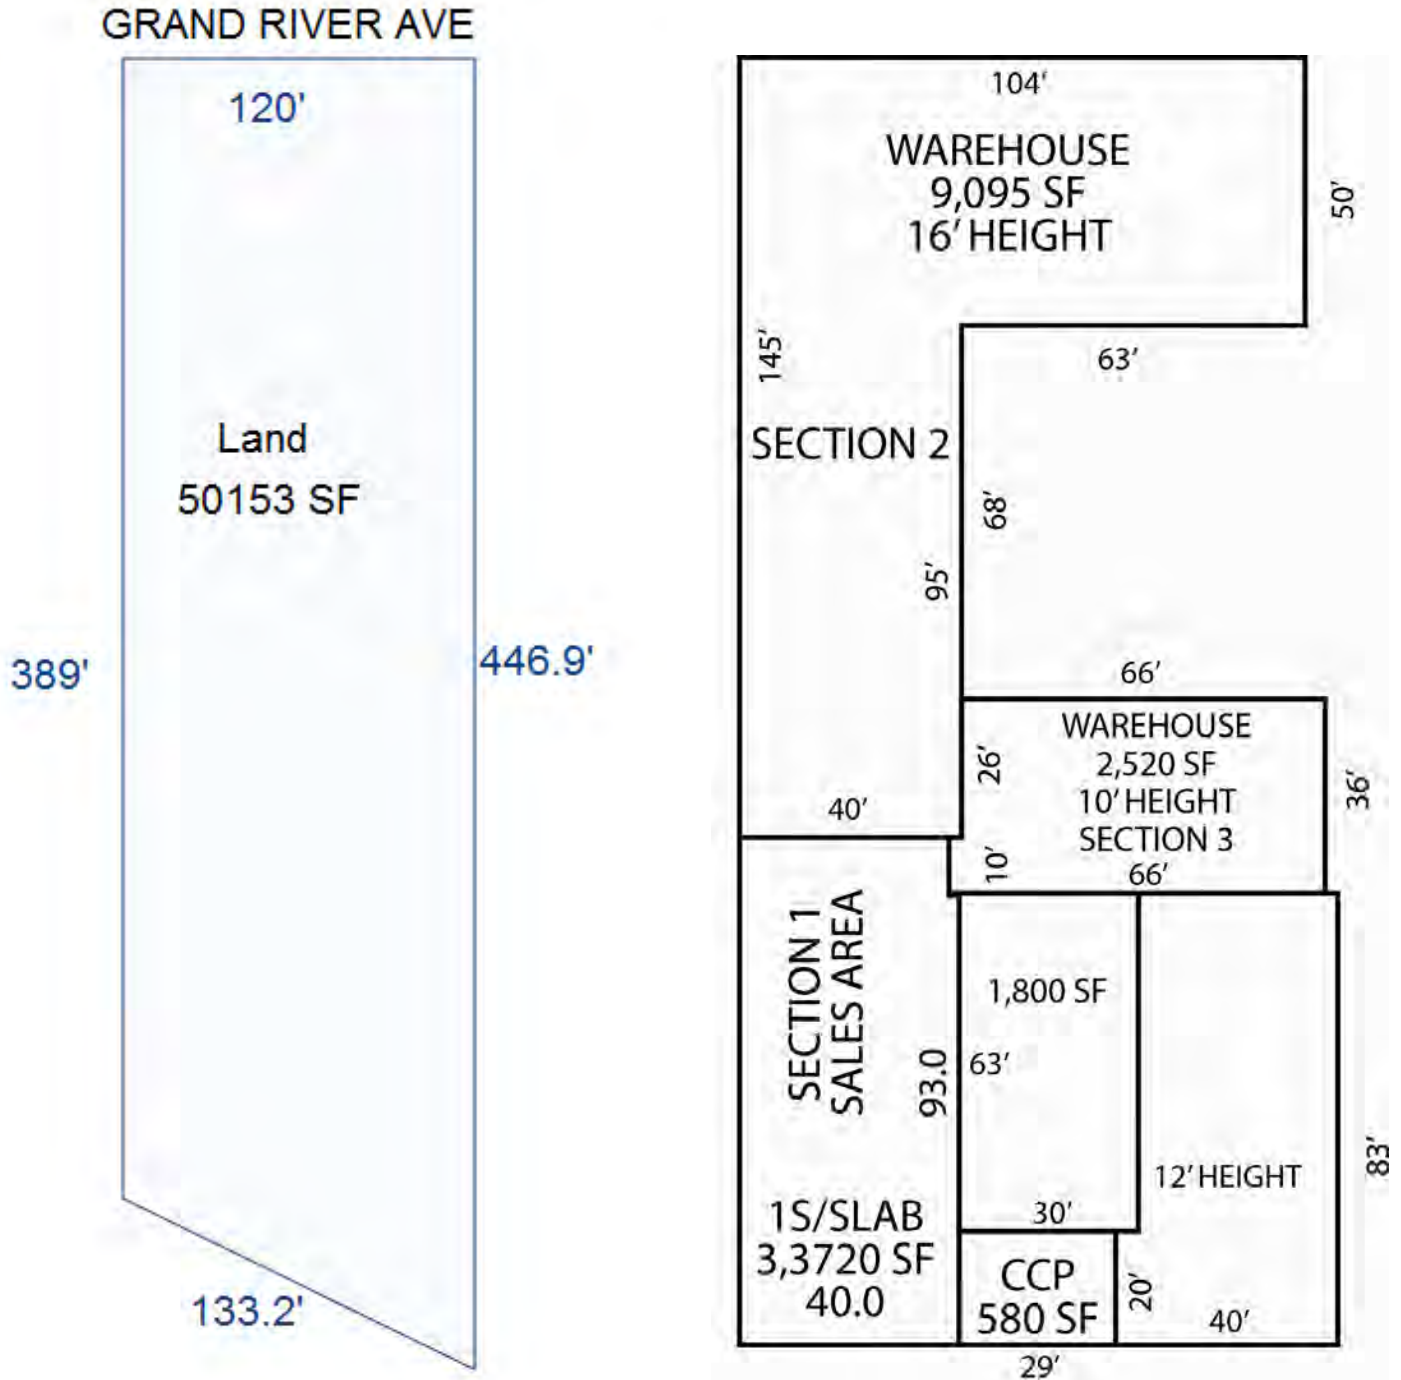 GRAND RIVER AVE
120'
Land
50153 SF
389'
446.9'
133.2'
104'
WAREHOUSE
9,095 SF
16' HEIGHT
50'
145'
63'
SECTION 2
68'
95'
66'
WAREHOUSE
2,520 SF
10' HEIGHT
SECTION 3
26'
36'
40'
10'
66'
SECTION 1
SALES AREA
1,800 SF
93.0
63'
12' HEIGHT
83'
1S/SLAB
3,3720 SF
40.0
30'
CCP
580 SF
20'
40'
29'